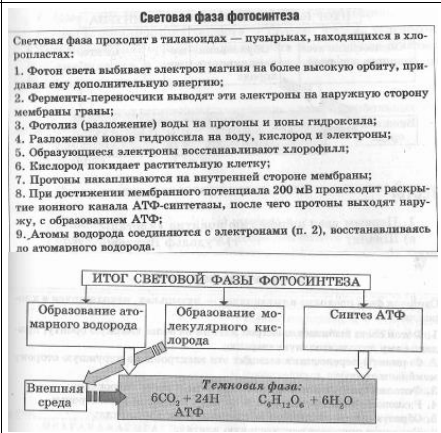 Световая фаза фотосинтеза
Световая фаза проходит в тилакоидах — пузырьках, находящихся в хло-
ропластах:
1. Фотон света выбивает электрон магния на более высокую орбиту, при-
давая ему дополнительную энергию;
2. Ферменты-переносчики выводят эти электроны на наружную сторону
мембраны граны;
3. Фотолиз (разложение) воды на протоны и ионы гидроксила;
4. Разложение ионов гидроксила на воду, кислород и электроны;
5. Образующиеся электроны восстанавливают хлорофилл;
6. Кислород покидает растительную клетку;
7. Протоны накапливаются на внутренней стороне мембраны;
8. При достижении мембранного потенциала 200 мВ происходит раскры-
тие ионного канала АТФ-синтетазы, после чего протоны выходят нару-
жу, с образованием АТФ;
9. Атомы водорода соединяются с электронами (п. 2), восстанавливаясь
до атомарного водорода.
ИТОГ СВЕТОВОЙ ФАЗЫ ФОТОСИНТЕЗА
Образование ато-
марного водорода
Образование мо-
лекулярного кис-
лорода
Синтез АТФ
Внешняя
среда
Темновая фаза:
6CO2 + 24H C6H12O6 + 6H2O
АТФ